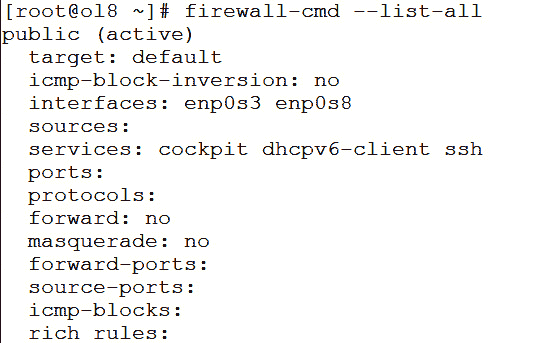 [root@ol8 ~]# firewall-cmd --list-all
public (active)
  target: default
  icmp-block-inversion: no
  interfaces: enp0s3 enp0s8
  sources:
  services: cockpit dhcpv6-client ssh
  ports:
  protocols:
  forward: no
  masquerade: no
  forward-ports:
  source-ports:
  icmp-blocks:
  rich rules: